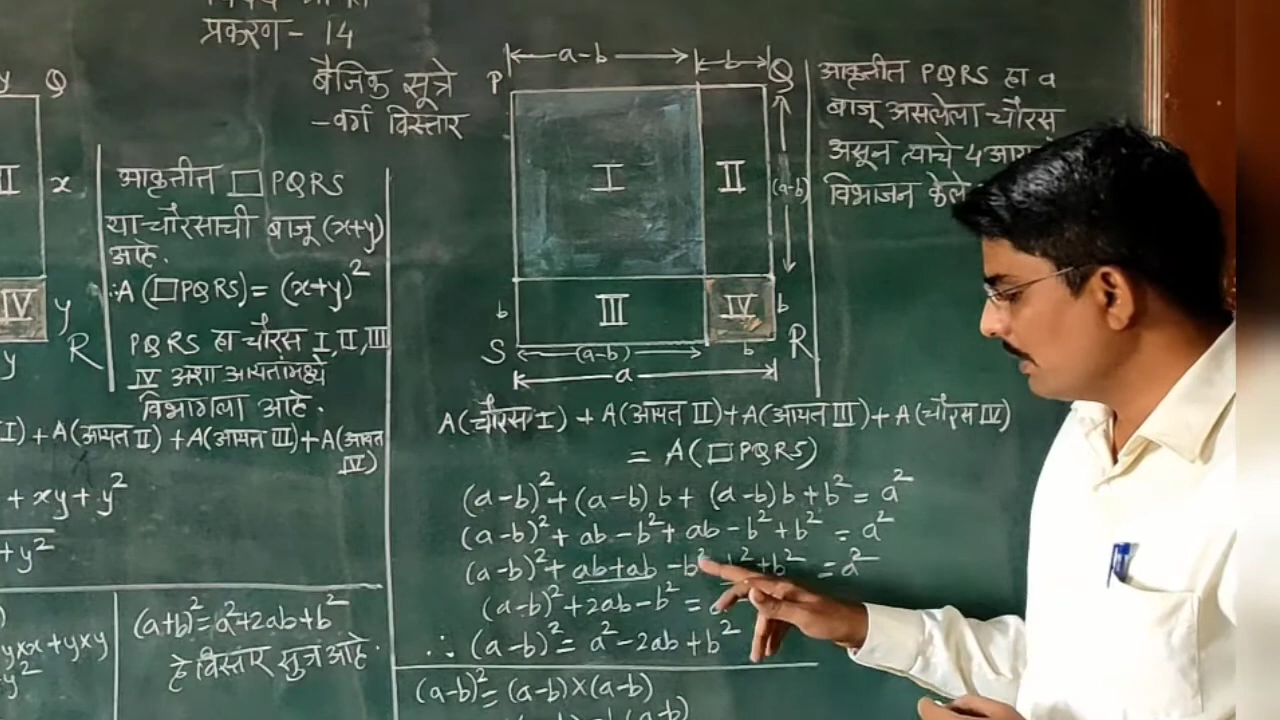 प्रकरण - 14
बैजिक सूत्रे
- वर्ग विस्तार
Q
II x
IV y
y R
आकृतीत □PQRS
या चौरसाची बाजू (x+y)
आहे.
∴A (□PQRS) = (x+y)²
PQRS हा चौरस I, II, III
IV अशा आयतांमध्ये
विभागला आहे.
I) + A(आयत II) + A(आयत III) + A(आयत
IV)
+ xy + y²
+ y²
y×x + y×y
y²
(a+b)² = a²+2ab+b²
हे विस्तार सूत्र आहे.
a-b b
P Q
I II (a-b)
III IV
b b
S (a-b) b R
a
आकृतीत PQRS हा a
बाजू असलेला चौरस
असून त्याचे 4
विभाजन केले
A(चौरस I) + A(आयत II) + A(आयत III) + A(चौरस IV)
= A(□PQRS)
(a-b)² + (a-b)b + (a-b)b + b² = a²
(a-b)² + ab - b² + ab - b² + b² = a²
(a-b)² + ab+ab - b² b² + b² = a²
(a-b)² + 2ab - b² =
∴ (a-b)² = a² - 2ab + b²
(a-b)² = (a-b)×(a-b)